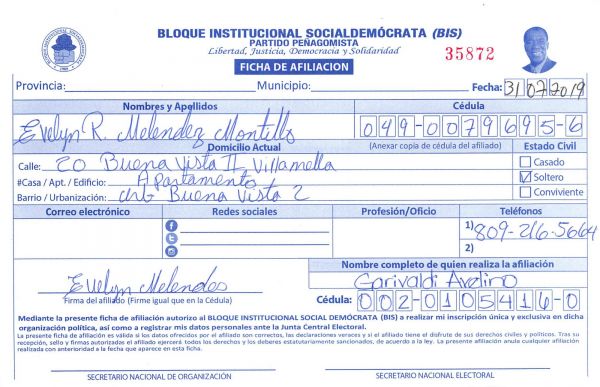 BLOQUE INSTITUCIONAL SOCIALDEMÓCRATA (BIS)
PARTIDO PEÑAGOMISTA
Libertad, Justicia, Democracia y Solidaridad
35872
FICHA DE AFILIACION
Provincia: Municipio: Fecha: 31/07/2019
Nombres y Apellidos Cédula
Evelyn R. Melendez Montillo 049-0079695-6
Domicilio Actual (Anexar copia de cédula del afiliado) Estado Civil
Calle: 20 Buena Vista II Villamella Casado
#Casa / Apt. / Edificio: Apartamento Soltero
Barrio / Urbanización: Buena Vista 2 Conviviente
Correo electrónico Redes sociales Profesión/Oficio Teléfonos
1) 809-216-5664
2)
Nombre completo de quien realiza la afiliación
Evelyn Melendes Garivaldi Avelino
Firma del afiliado (Firme igual que en la Cédula) Cédula: 002-0105416-0
Mediante la presente ficha de afiliación autorizo al BLOQUE INSTITUCIONAL SOCIAL DEMÓCRATA (BIS) a realizar mi inscripción única y exclusiva en dicha
organización política, así como a registrar mis datos personales ante la Junta Central Electoral.
La presente ficha de afiliación es válida si los datos ofrecidos por el afiliado son correctos, las declaraciones veraces y si el afiliado tiene el disfrute de sus derechos civiles y políticos. Tras su
recepción, sello y firmas autorizadas el afiliado ejercerá todos los derechos y los deberes estatutariamente sancionados, de acuerdo a la ley. La presente afiliación anula cualquier afiliación
realizada con anterioridad a la fecha que aparece en esta ficha.
SECRETARIO NACIONAL DE ORGANIZACIÓN SECRETARIO NACIONAL ELECTORAL